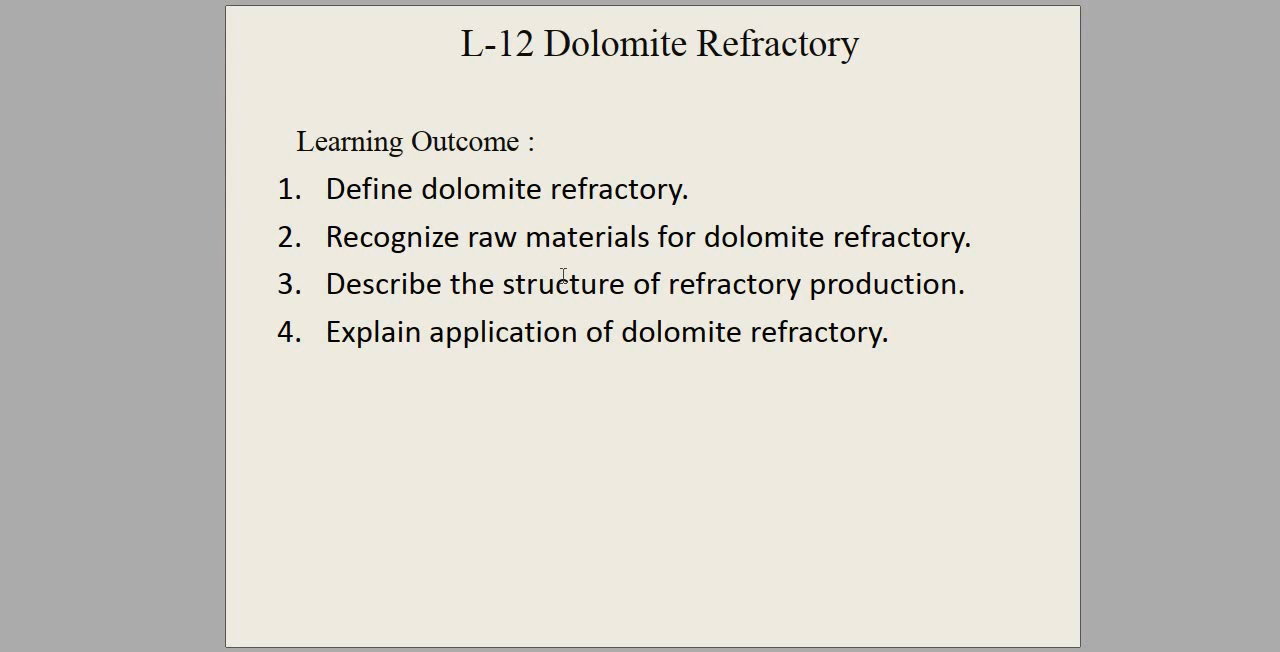 L-12 Dolomite Refractory
Learning Outcome :
1. Define dolomite refractory.
2. Recognize raw materials for dolomite refractory.
3. Describe the structure of refractory production.
4. Explain application of dolomite refractory.